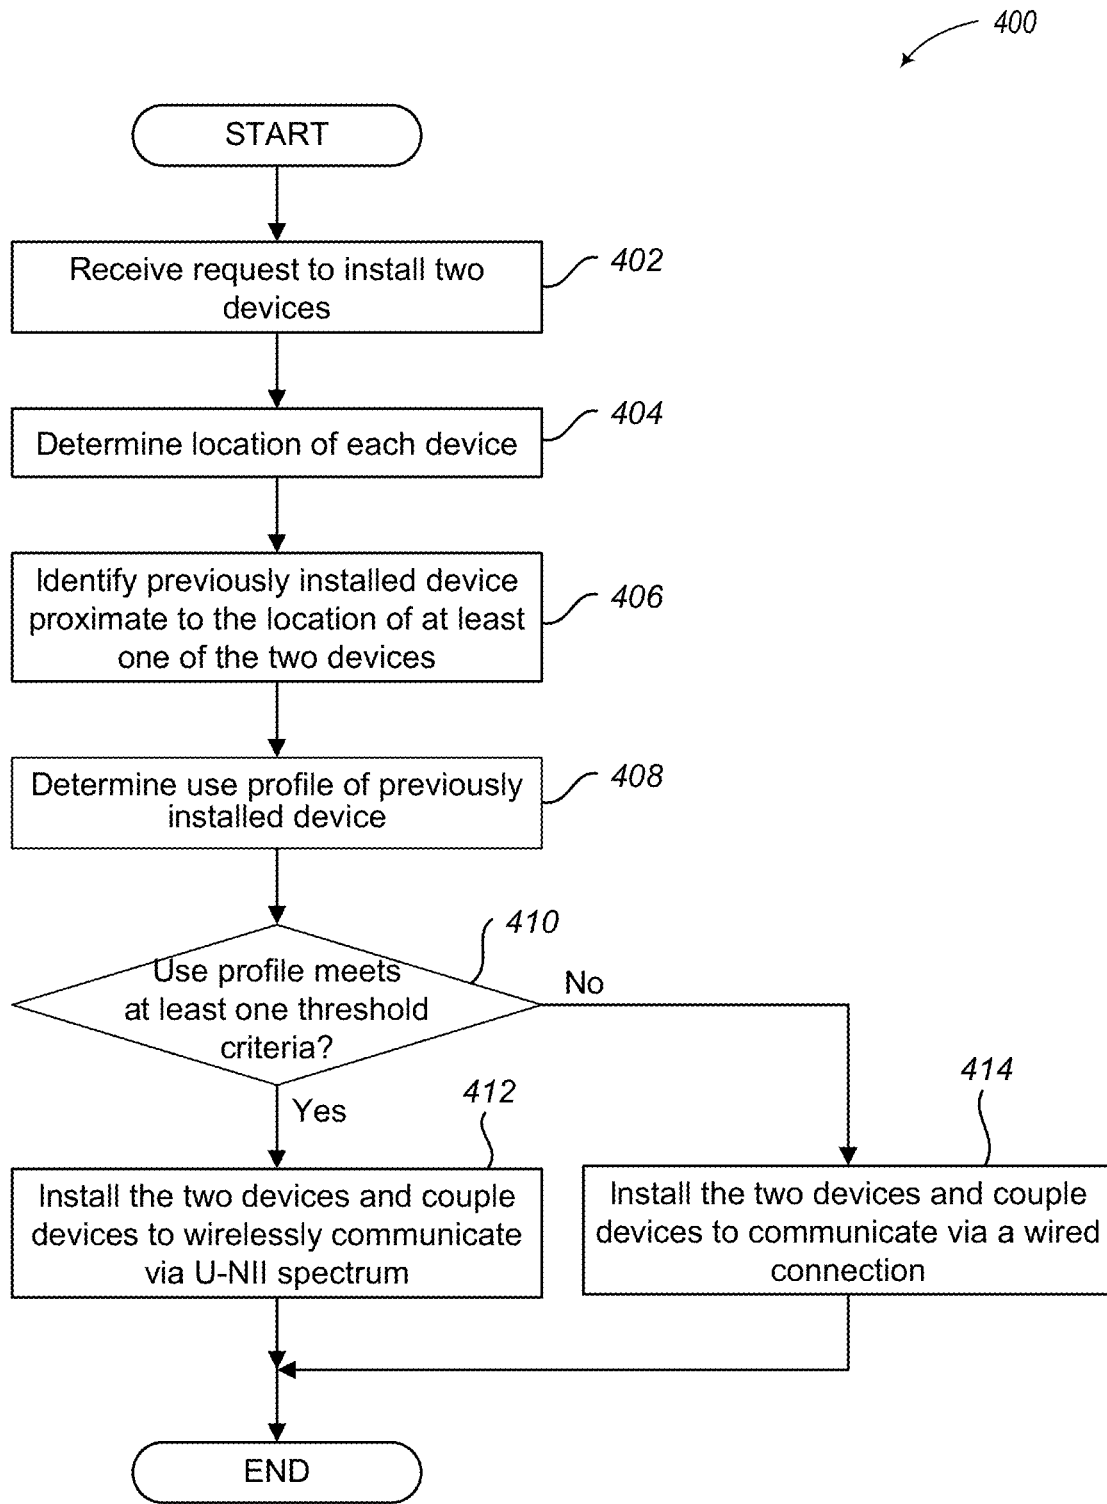 400
START
Receive request to install two
devices
402
Determine location of each device
404
Identify previously installed device
proximate to the location of at least
one of the two devices
406
Determine use profile of previously
installed device
408
410
Use profile meets
at least one threshold
criteria?
No
Yes
412
Install the two devices and couple
devices to wirelessly communicate
via U-NII spectrum
414
Install the two devices and couple
devices to communicate via a wired
connection
END